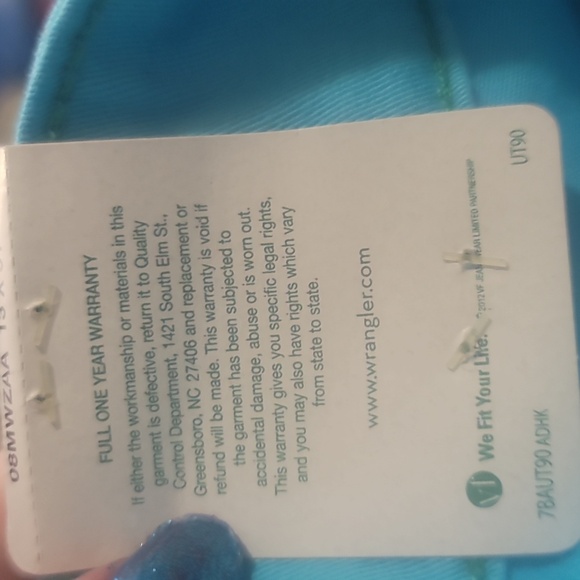 08MWZAA
FULL ONE YEAR WARRANTY
If either the workmanship or materials in this
garment is defective, return it to Quality
Control Department, 1421 South Elm St.,
Greensboro, NC 27406 and replacement or
refund will be made. This warranty is void if
the garment has been subjected to
accidental damage, abuse or is worn out.
This warranty gives you specific legal rights,
and you may also have rights which vary
from state to state.
www.wrangler.com
We Fit Your Life. ©2012 W JEANSWEAR LIMITED PARTNERSHIP
7BAUT90 ADHK UT90